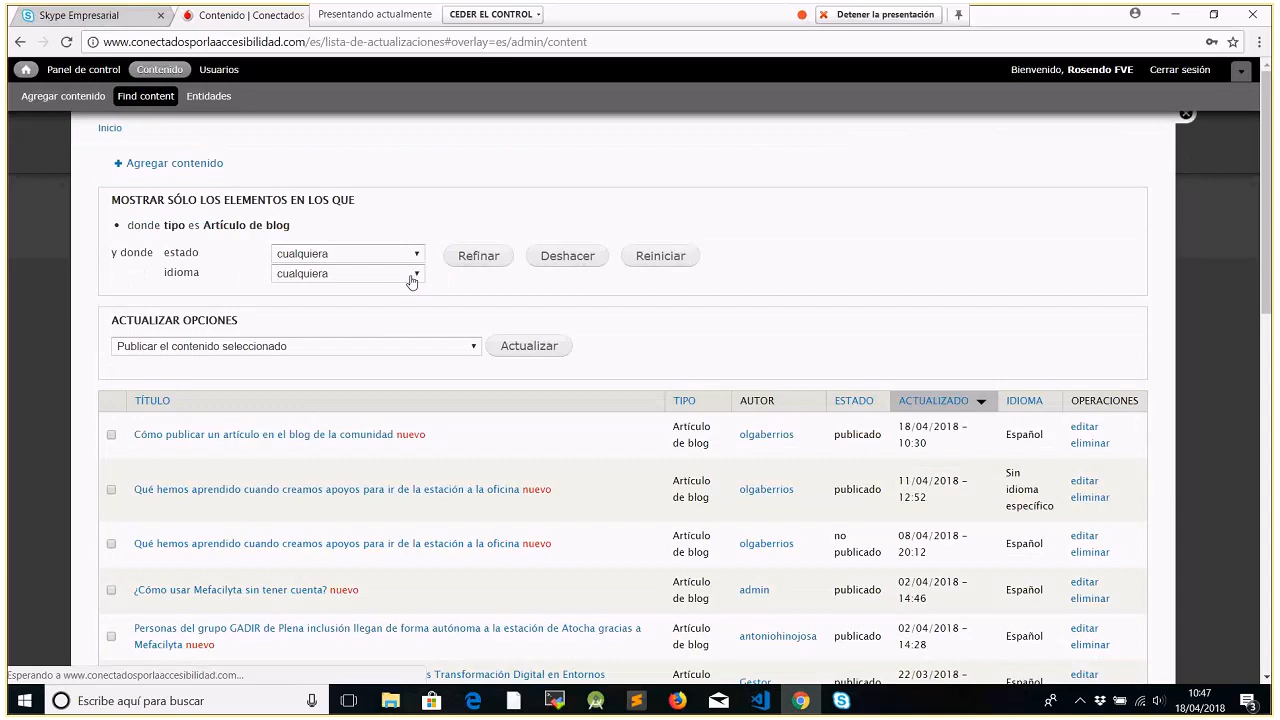 Skype Empresarial
Contenido | Conectados
Presentando actualmente
CEDER EL CONTROL
Detener la presentación
www.conectadosporlaaccesibilidad.com/es/lista-de-actualizaciones#overlay=es/admin/content
Panel de control
Contenido
Usuarios
Bienvenido, Rosendo FVE
Cerrar sesión
Agregar contenido
Find content
Entidades
Inicio
Agregar contenido
MOSTRAR SÓLO LOS ELEMENTOS EN LOS QUE
donde tipo es Artículo de blog
y donde estado cualquiera
Refinar
Deshacer
Reiniciar
idioma cualquiera
ACTUALIZAR OPCIONES
Publicar el contenido seleccionado
Actualizar
TÍTULO TIPO AUTOR ESTADO ACTUALIZADO IDIOMA OPERACIONES
Cómo publicar un artículo en el blog de la comunidad nuevo
Artículo
de blog
olgaberrios
publicado
18/04/2018 -
10:30
Español
editar
eliminar
Qué hemos aprendido cuando creamos apoyos para ir de la estación a la oficina nuevo
Artículo
de blog
olgaberrios
publicado
11/04/2018 -
12:52
Sin
idioma
específico
editar
eliminar
Qué hemos aprendido cuando creamos apoyos para ir de la estación a la oficina nuevo
Artículo
de blog
olgaberrios
no
publicado
08/04/2018 -
20:12
Español
editar
eliminar
¿Cómo usar Mefacilyta sin tener cuenta? nuevo
Artículo
de blog
admin
publicado
02/04/2018 -
14:46
Español
editar
eliminar
Personas del grupo GADIR de Plena inclusión llegan de forma autónoma a la estación de Atocha gracias a
Mefacilyta nuevo
Artículo
de blog
antoniohinojosa
publicado
02/04/2018 -
14:28
Español
editar
eliminar
Transformación Digital en Entornos
Artículo
Gestor
22/03/2018 -
editar
Esperando a www.conectadosporlaaccesibilidad.com...
Escribe aquí para buscar
10:47
18/04/2018
3